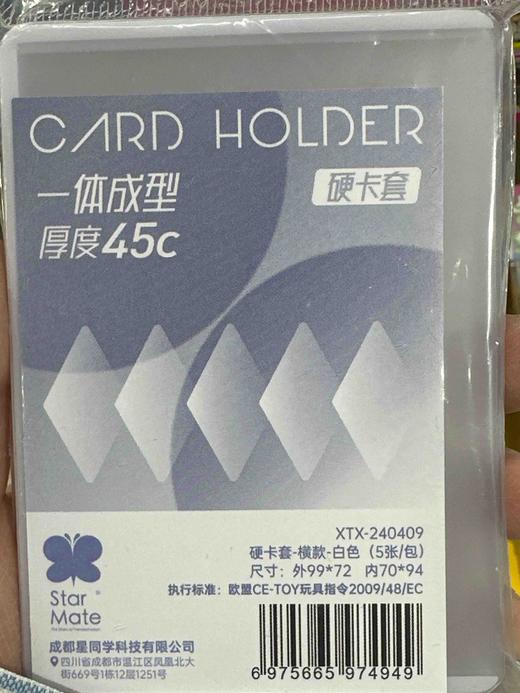 CARD HOLDER
一体成型
硬卡套
厚度45c
XTX-240409
硬卡套-横款-白色（5张/包）
尺寸：外99*72 内70*94
执行标准：欧盟CE-TOY玩具指令2009/48/EC
Star
Mate
成都星同学科技有限公司
四川省成都市温江区凤凰北大
街669号1栋12层1251号
6 975665 974949